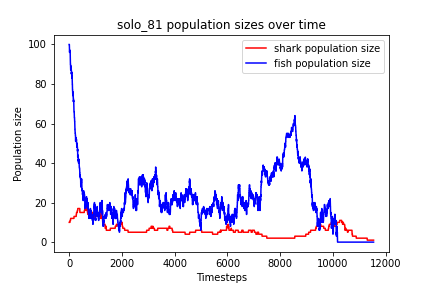 solo_81 population sizes over time
shark population size
fish population size
Population size
100
80
60
40
20
0
0
2000
4000
6000
8000
10000
12000
Timesteps